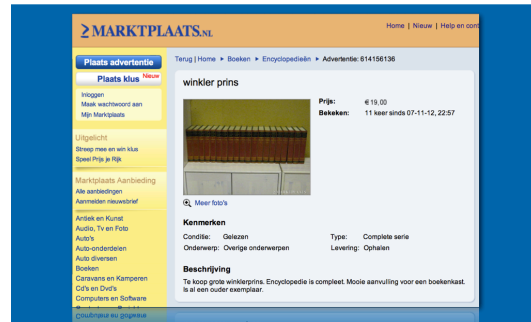 MARKTPLAATS.NL
Home | Nieuw | Help en cont
Plaats advertentie
Plaats klus Nieuw
Inloggen
Maak wachtwoord aan
Mijn Marktplaats
Uitgelicht
Streep mee en win klus
Speel Prijs je Rijk
Marktplaats Aanbieding
Alle aanbiedingen
Aanmelden nieuwsbrief
Antiek en Kunst
Audio, Tv en Foto
Auto's
Auto-onderdelen
Auto diversen
Boeken
Caravans en Kamperen
Cd's en Dvd's
Computers en Software
Terug | Home ▸ Boeken ▸ Encyclopedieën ▸ Advertentie: 614156136
winkler prins
Prijs: € 19,00
Bekeken: 11 keer sinds 07-11-12, 22:57
Meer foto's
Kenmerken
Conditie: Gelezen Type: Complete serie
Onderwerp: Overige onderwerpen Levering: Ophalen
Beschrijving
Te koop grote winklerprins. Encyclopedie is compleet. Mooie aanvulling voor een boekenkast.
Is al een ouder exemplaar.